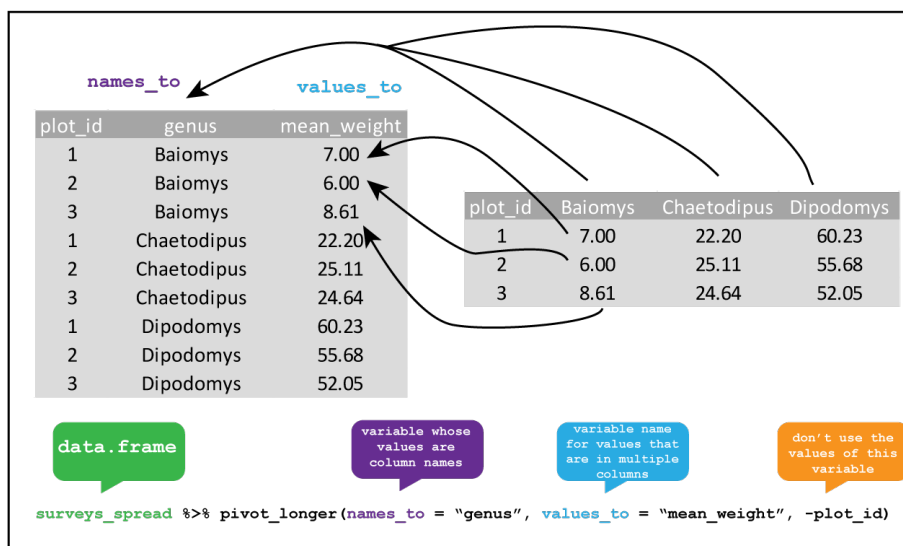 names_to
values_to
plot_id genus mean_weight
1 Baiomys 7.00
2 Baiomys 6.00
3 Baiomys 8.61
1 Chaetodipus 22.20
2 Chaetodipus 25.11
3 Chaetodipus 24.64
1 Dipodomys 60.23
2 Dipodomys 55.68
3 Dipodomys 52.05
plot_id Baiomys Chaetodipus Dipodomys
1 7.00 22.20 60.23
2 6.00 25.11 55.68
3 8.61 24.64 52.05
data.frame
variable whose
values are
column names
variable name
for values that
are in multiple
columns
don’t use the
values of this
variable
surveys_spread %>% pivot_longer(names_to = “genus”, values_to = “mean_weight”, -plot_id)